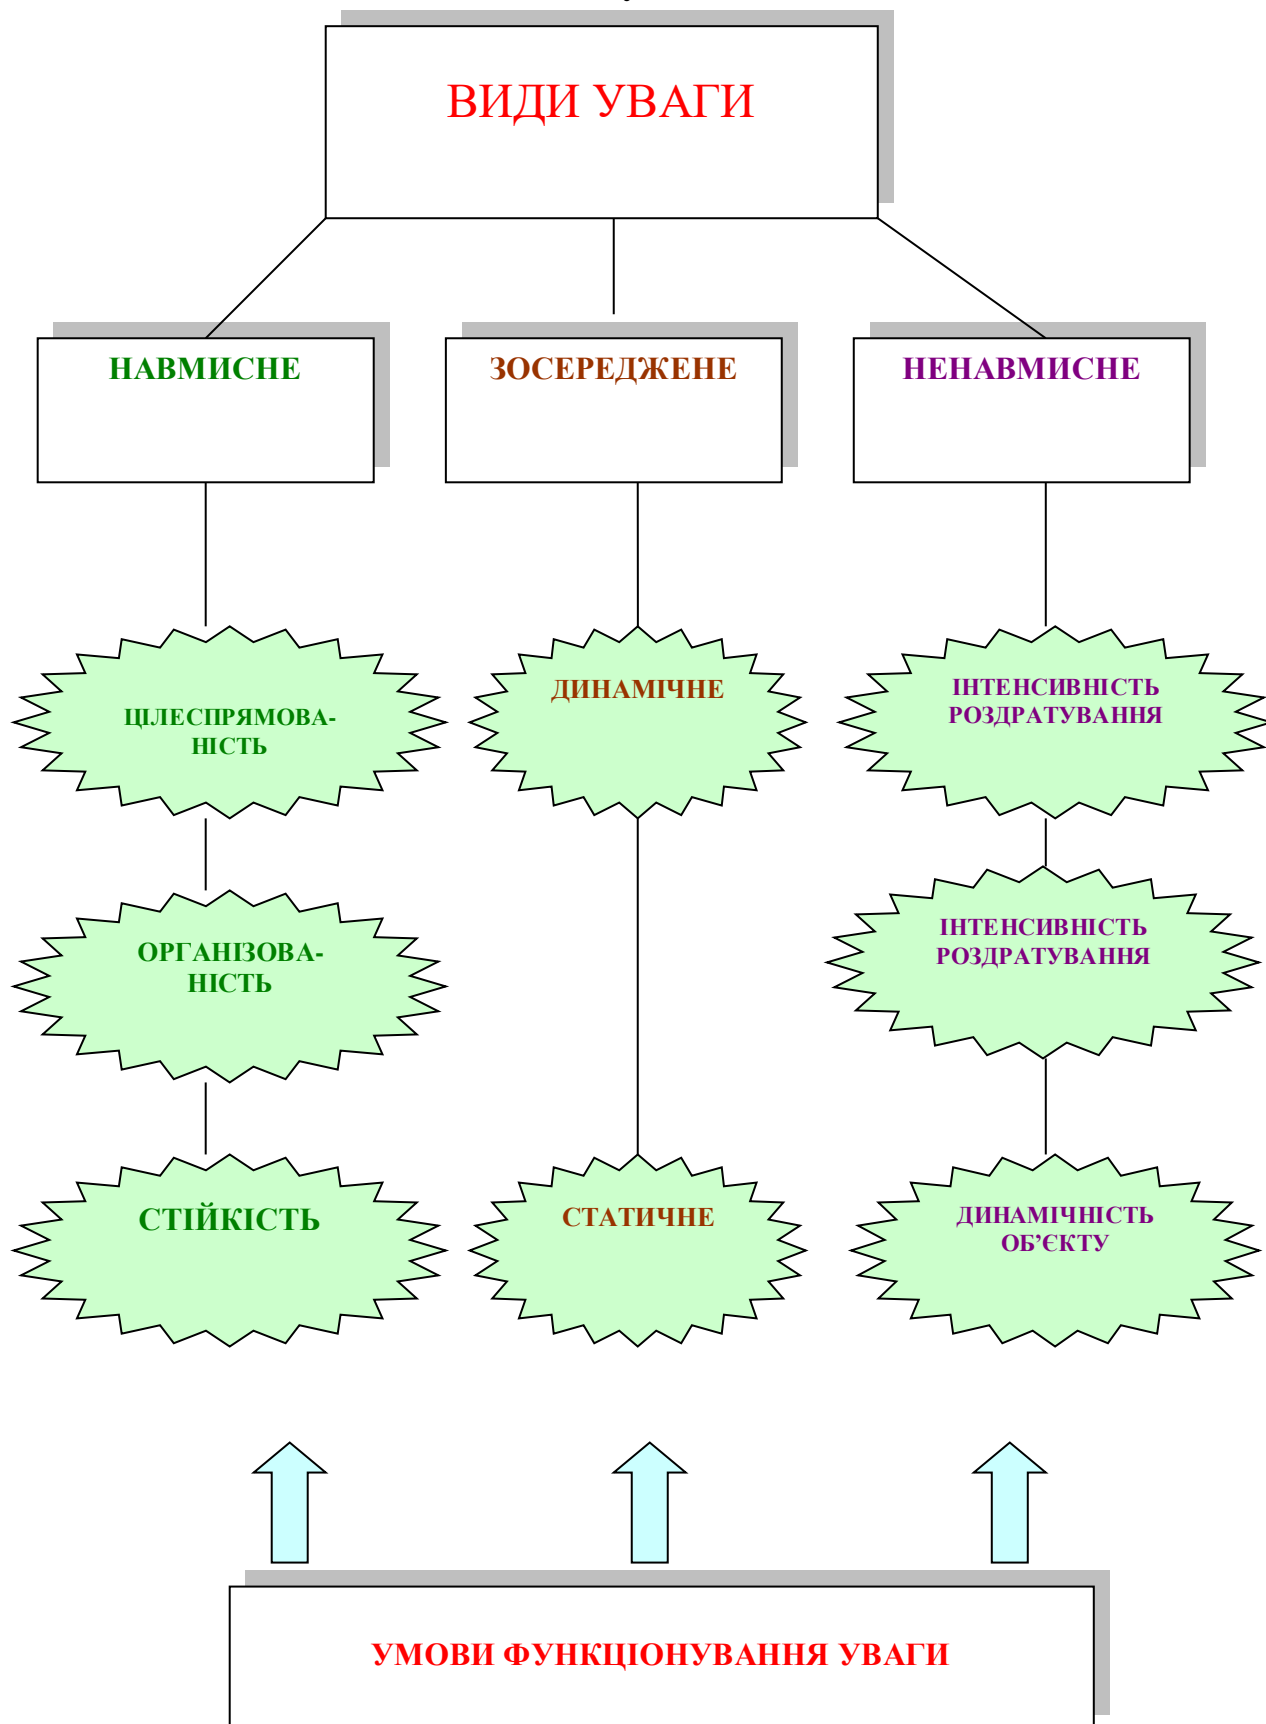 ВИДИ УВАГИ
НАВМИСНЕ
ЗОСЕРЕДЖЕНЕ
НЕНАВМИСНЕ
ЦІЛЕСПРЯМОВА-
НІСТЬ
ДИНАМІЧНЕ
ІНТЕНСИВНІСТЬ
РОЗДРАТУВАННЯ
ОРГАНІЗОВА-
НІСТЬ
ІНТЕНСИВНІСТЬ
РОЗДРАТУВАННЯ
СТІЙКІСТЬ
СТАТИЧНЕ
ДИНАМІЧНІСТЬ
ОБ’ЄКТУ
УМОВИ ФУНКЦІОНУВАННЯ УВАГИ